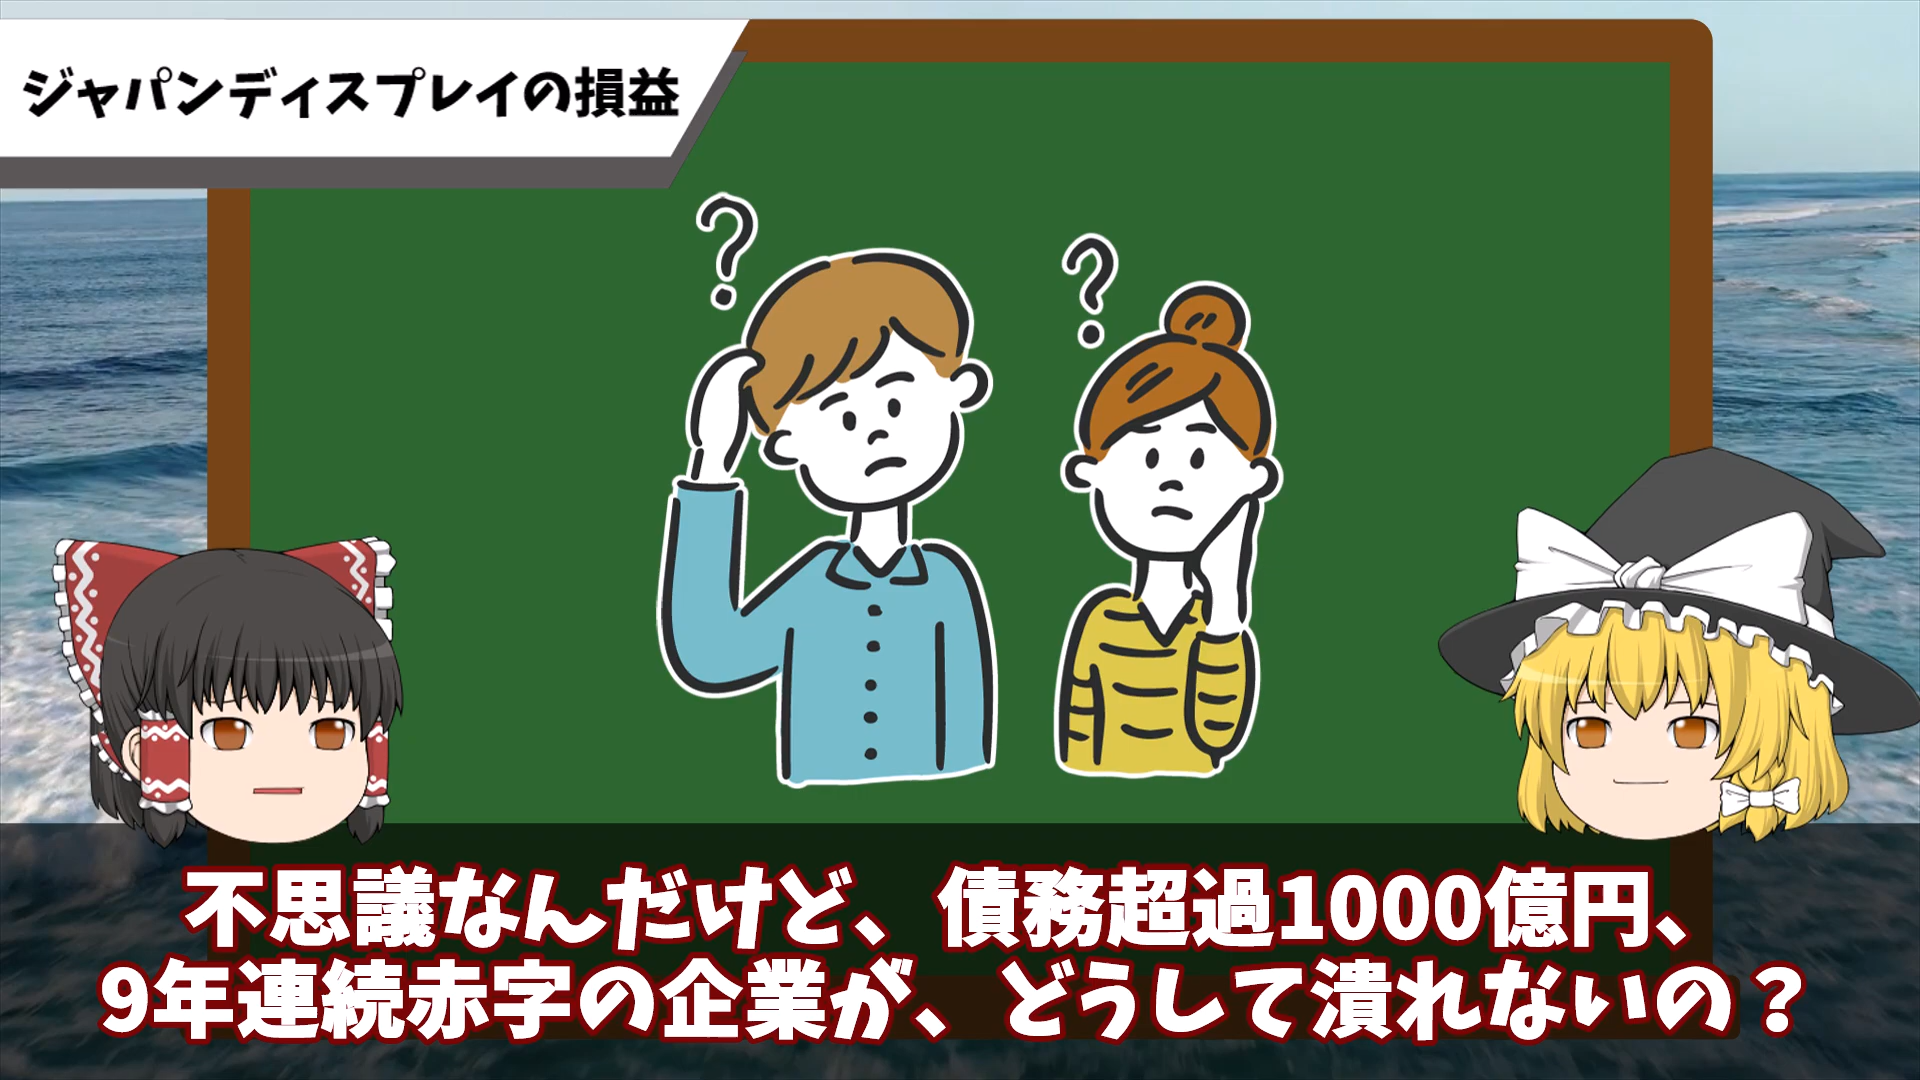 ジャパンディスプレイの損益
?
?
不思議なんだけど、債務超過1000億円、
9年連続赤字の企業が、どうして潰れないの？